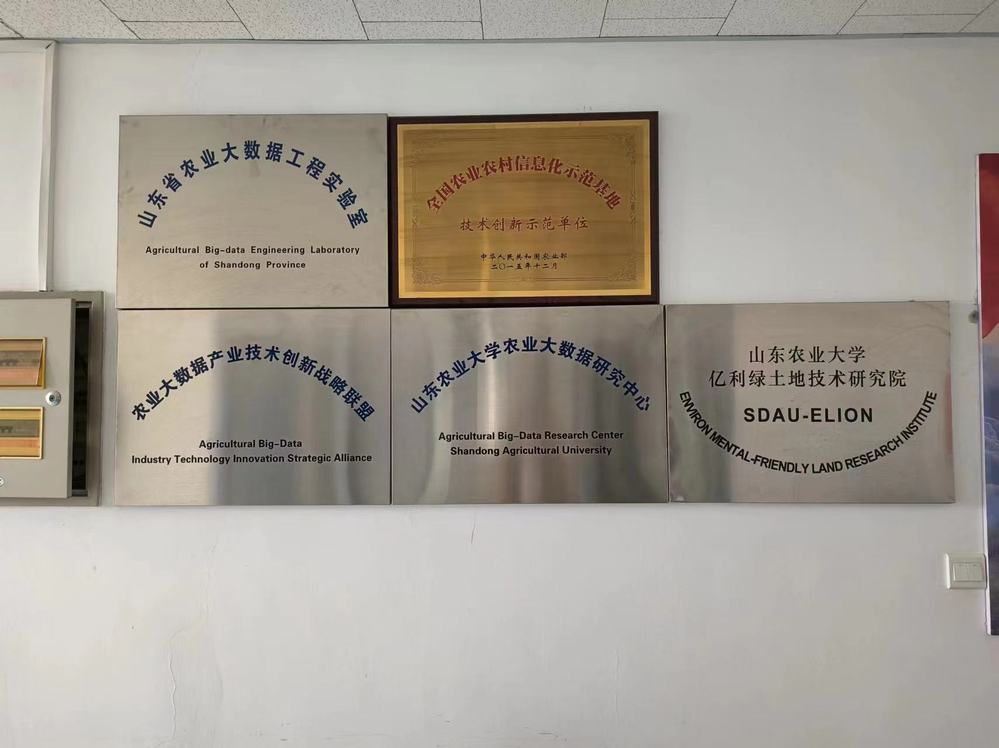 山东省农业大数据工程实验室
Agricultural Big-data Engineering Laboratory
of Shandong Province
全国农业农村信息化示范基地
技术创新示范单位
中华人民共和国农业部
二〇一五年十二月
农业大数据产业技术创新战略联盟
Agricultural Big-Data
Industry Technology Innovation Strategic Alliance
山东农业大学农业大数据研究中心
Agricultural Big-Data Research Center
Shandong Agricultural University
山东农业大学
亿利绿土地技术研究院
SDAU-ELION
ENVIRON MENTAL-FRIENDLY LAND RESEARCH INSTITUTE